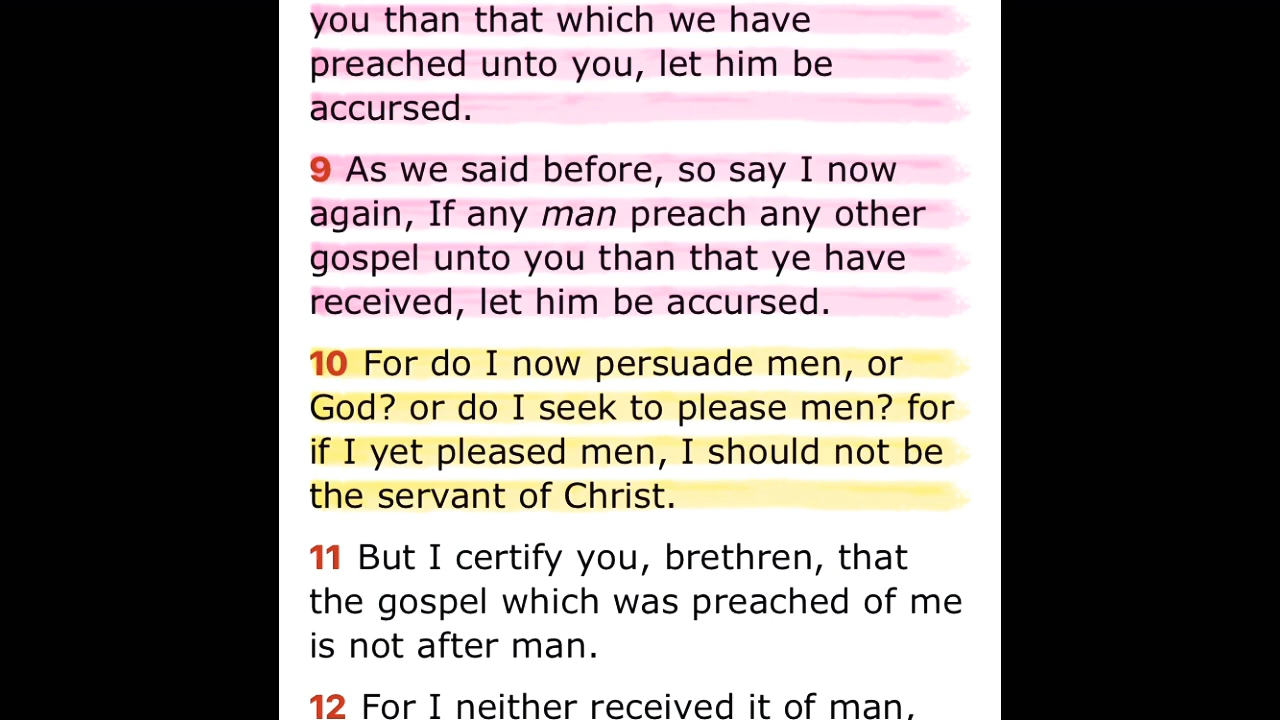 you than that which we have
preached unto you, let him be
accursed.
9 As we said before, so say I now
again, If any man preach any other
gospel unto you than that ye have
received, let him be accursed.
10 For do I now persuade men, or
God? or do I seek to please men? for
if I yet pleased men, I should not be
the servant of Christ.
11 But I certify you, brethren, that
the gospel which was preached of me
is not after man.
12 For I neither received it of man,